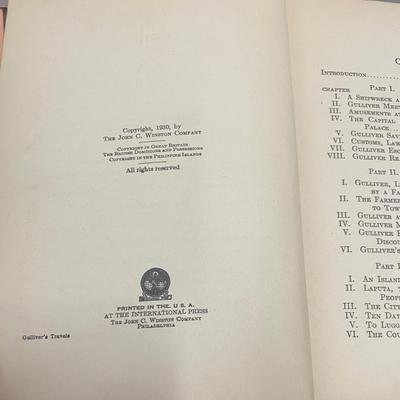 Copyright, 1930, by
The John C. Winston Company
Copyright in Great Britain
The British Dominions and Possessions
Copyright in the Philippine Islands
All rights reserved
PRINTED IN THE U. S. A.
AT THE INTERNATIONAL PRESS
The John C. Winston Company
Philadelphia
Gulliver's Travels
C
Introduction
CHAPTER Part I.
I. A Shipwreck a
II. Gulliver Mee
III. Amusements at
IV. The Capital
Palace
V. Gulliver Sav
VI. Customs, Law
VII. Gulliver Esc
VIII. Gulliver Re
Part II.
I. Gulliver, L
by a Fa
II. The Farmer
to Tow
III. Gulliver a
IV. Gulliver M
V. Gulliver
Discou
VI. Gulliver's
Part I
I. An Island
II. Laputa, T
Peopl
III. The City
IV. Ten Day
V. To Lugg
VI. The Cou